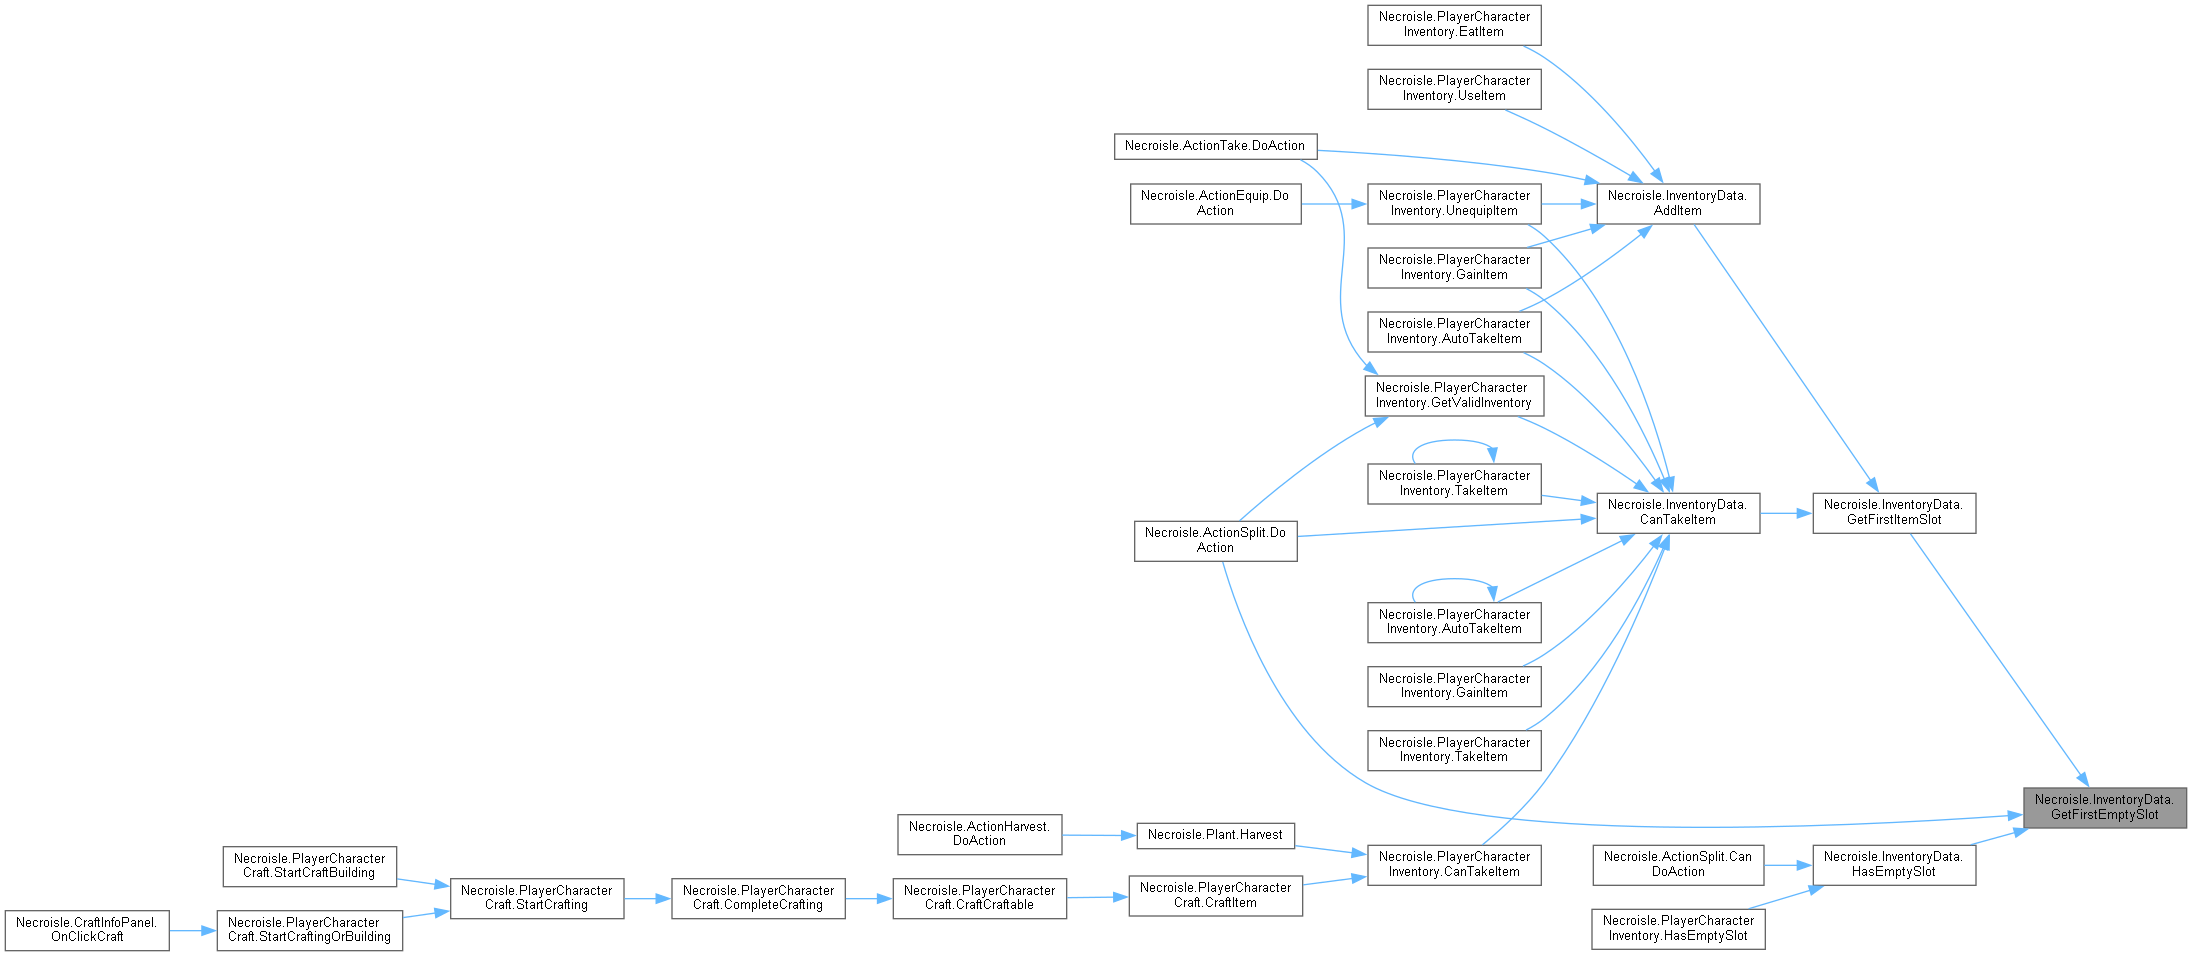 Necroisle.PlayerCharacter
Inventory.EatItem
Necroisle.PlayerCharacter
Inventory.UseItem
Necroisle.ActionTake.DoAction
Necroisle.ActionEquip.Do
Action
Necroisle.PlayerCharacter
Inventory.UnequipItem
Necroisle.InventoryData.
AddItem
Necroisle.PlayerCharacter
Inventory.GainItem
Necroisle.PlayerCharacter
Inventory.AutoTakeItem
Necroisle.PlayerCharacter
Inventory.GetValidInventory
Necroisle.PlayerCharacter
Inventory.TakeItem
Necroisle.InventoryData.
CanTakeItem
Necroisle.InventoryData.
GetFirstItemSlot
Necroisle.ActionSplit.Do
Action
Necroisle.PlayerCharacter
Inventory.AutoTakeItem
Necroisle.PlayerCharacter
Inventory.GainItem
Necroisle.PlayerCharacter
Inventory.TakeItem
Necroisle.InventoryData.
GetFirstEmptySlot
Necroisle.ActionHarvest.
DoAction
Necroisle.Plant.Harvest
Necroisle.PlayerCharacter
Inventory.CanTakeItem
Necroisle.ActionSplit.Can
DoAction
Necroisle.InventoryData.
HasEmptySlot
Necroisle.PlayerCharacter
Craft.StartCraftBuilding
Necroisle.PlayerCharacter
Craft.StartCrafting
Necroisle.PlayerCharacter
Craft.CompleteCrafting
Necroisle.PlayerCharacter
Craft.CraftCraftable
Necroisle.PlayerCharacter
Craft.CraftItem
Necroisle.CraftInfoPanel.
OnClickCraft
Necroisle.PlayerCharacter
Craft.StartCraftingOrBuilding
Necroisle.PlayerCharacter
Inventory.HasEmptySlot